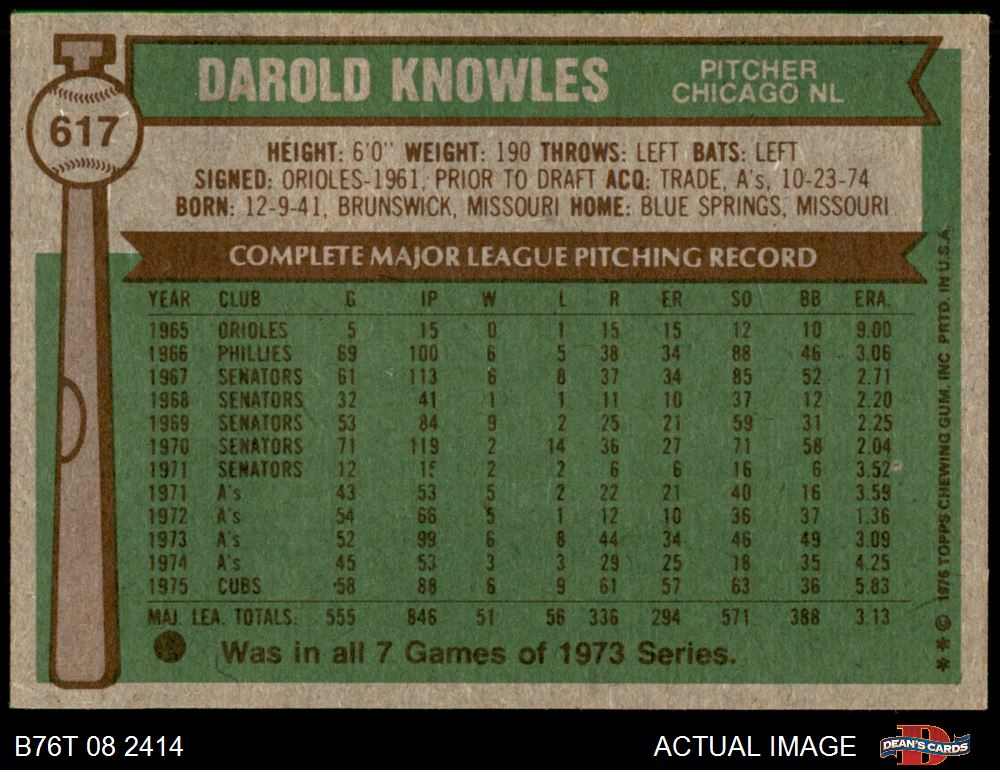 617
DAROLD KNOWLES
PITCHER
CHICAGO NL
HEIGHT: 6'0" WEIGHT: 190 THROWS: LEFT BATS: LEFT
SIGNED: ORIOLES-1961, PRIOR TO DRAFT ACQ: TRADE, A's, 10-23-74
BORN: 12-9-41, BRUNSWICK, MISSOURI HOME: BLUE SPRINGS, MISSOURI
COMPLETE MAJOR LEAGUE PITCHING RECORD
YEAR CLUB G IP W L R ER SO BB ERA.
1965 ORIOLES 5 15 0 1 15 15 12 10 9.00
1966 PHILLIES 69 100 6 5 38 34 88 46 3.06
1967 SENATORS 61 113 6 8 37 34 85 52 2.71
1968 SENATORS 32 41 1 1 11 10 37 12 2.20
1969 SENATORS 53 84 9 2 25 21 59 31 2.25
1970 SENATORS 71 119 2 14 36 27 71 58 2.04
1971 SENATORS 12 2 2 6 6 16 6 3.52
1971 A's 43 53 5 2 22 21 40 16 3.59
1972 A's 54 66 5 1 12 10 36 37 1.36
1973 A's 52 99 6 8 44 34 46 49 3.09
1974 A's 45 53 3 3 29 25 18 35 4.25
1975 CUBS 58 88 6 9 61 57 63 36 5.83
MAJ. LEA. TOTALS: 555 846 51 56 336 294 571 388 3.13
Was in all 7 Games of 1973 Series.
** © 1976 TOPPS CHEWING GUM, INC. PRTD. IN U.S.A.
B76T 08 2414
ACTUAL IMAGE
DEAN'S CARDS